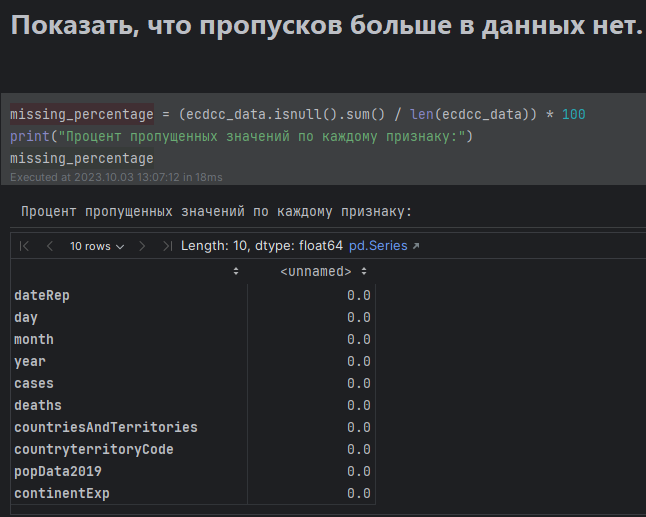 Показать, что пропусков больше в данных нет.
missing_percentage = (ecdcc_data.isnull().sum() / len(ecdcc_data)) * 100
print("Процент пропущенных значений по каждому признаку:")
missing_percentage
Executed at 2023.10.03 13:07:12 in 18ms
Процент пропущенных значений по каждому признаку:
10 rows Length: 10, dtype: float64 pd.Series
<unnamed>
dateRep 0.0
day 0.0
month 0.0
year 0.0
cases 0.0
deaths 0.0
countriesAndTerritories 0.0
countryterritoryCode 0.0
popData2019 0.0
continentExp 0.0